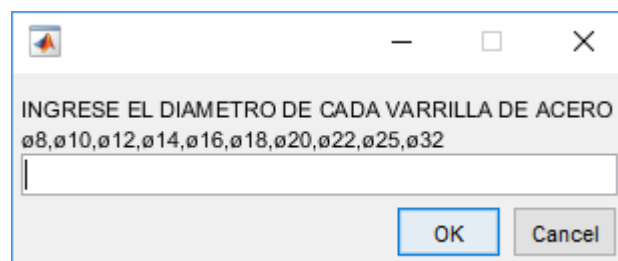 INGRESE EL DIAMETRO DE CADA VARRILLA DE ACERO
ø8,ø10,ø12,ø14,ø16,ø18,ø20,ø22,ø25,ø32
OK
Cancel